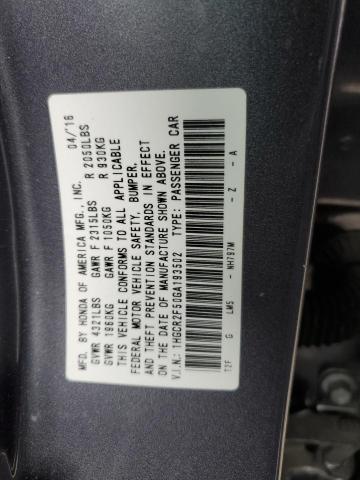 MFD. BY HONDA OF AMERICA MFG., INC. 04/'16
GVWR 4321LBS GAWR F 2315LBS R 2050LBS
GVWR 1960KG GAWR F 1050KG R 930KG
THIS VEHICLE CONFORMS TO ALL APPLICABLE
FEDERAL MOTOR VEHICLE SAFETY, BUMPER,
AND THEFT PREVENTION STANDARDS IN EFFECT
ON THE DATE OF MANUFACTURE SHOWN ABOVE.
V.I.N.: 1HGCR2F50GA193502 TYPE: PASSENGER CAR
T2F G LM5 - NH797M - Z - A